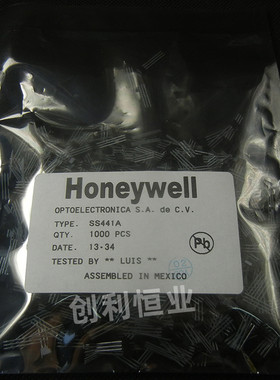 Honeywell
OPTOELECTRONICA S.A. de C.V.
TYPE. SS441A
QTY. 1000 PCS
DATE. 13·34
TESTED BY ** LUIS **
ASSEMBLED IN MEXICO
Pb
创利恒业